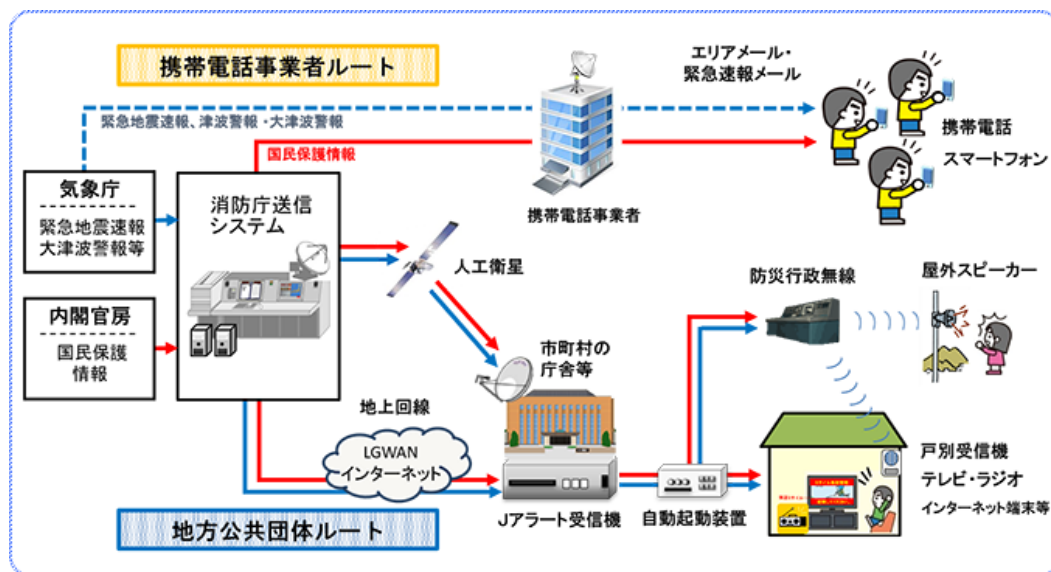 携帯電話事業者ルート
エリアメール・
緊急速報メール
緊急地震速報、津波警報・大津波警報
国民保護情報
携帯電話
スマートフォン
携帯電話事業者
気象庁
緊急地震速報
大津波警報等
消防庁送信
システム
人工衛星
内閣官房
国民保護
情報
防災行政無線
屋外スピーカー
市町村の
庁舎等
地上回線
LGWAN
インターネット
Jアラート受信機
自動起動装置
戸別受信機
テレビ・ラジオ
インターネット端末等
地方公共団体ルート